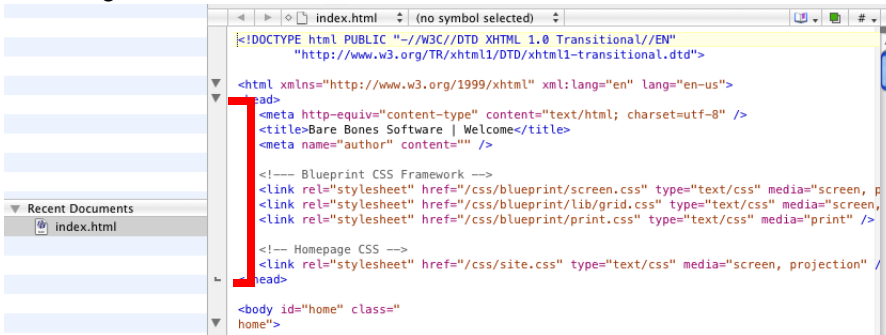 index.html (no symbol selected) # 
<!DOCTYPE html PUBLIC "-//W3C//DTD XHTML 1.0 Transitional//EN"
"http://www.w3.org/TR/xhtml1/DTD/xhtml1-transitional.dtd">
<html xmlns="http://www.w3.org/1999/xhtml" xml:lang="en" lang="en-us">
<head>
<meta http-equiv="content-type" content="text/html; charset=utf-8" />
<title>Bare Bones Software | Welcome</title>
<meta name="author" content="" />
<!--- Blueprint CSS Framework -->
<link rel="stylesheet" href="/css/blueprint/screen.css" type="text/css" media="screen, p
<link rel="stylesheet" href="/css/blueprint/lib/grid.css" type="text/css" media="screen,
<link rel="stylesheet" href="/css/blueprint/print.css" type="text/css" media="print" />
<!-- Homepage CSS -->
<link rel="stylesheet" href="/css/site.css" type="text/css" media="screen, projection" /
</head>
<body id="home" class="
home">
Recent Documents
index.html